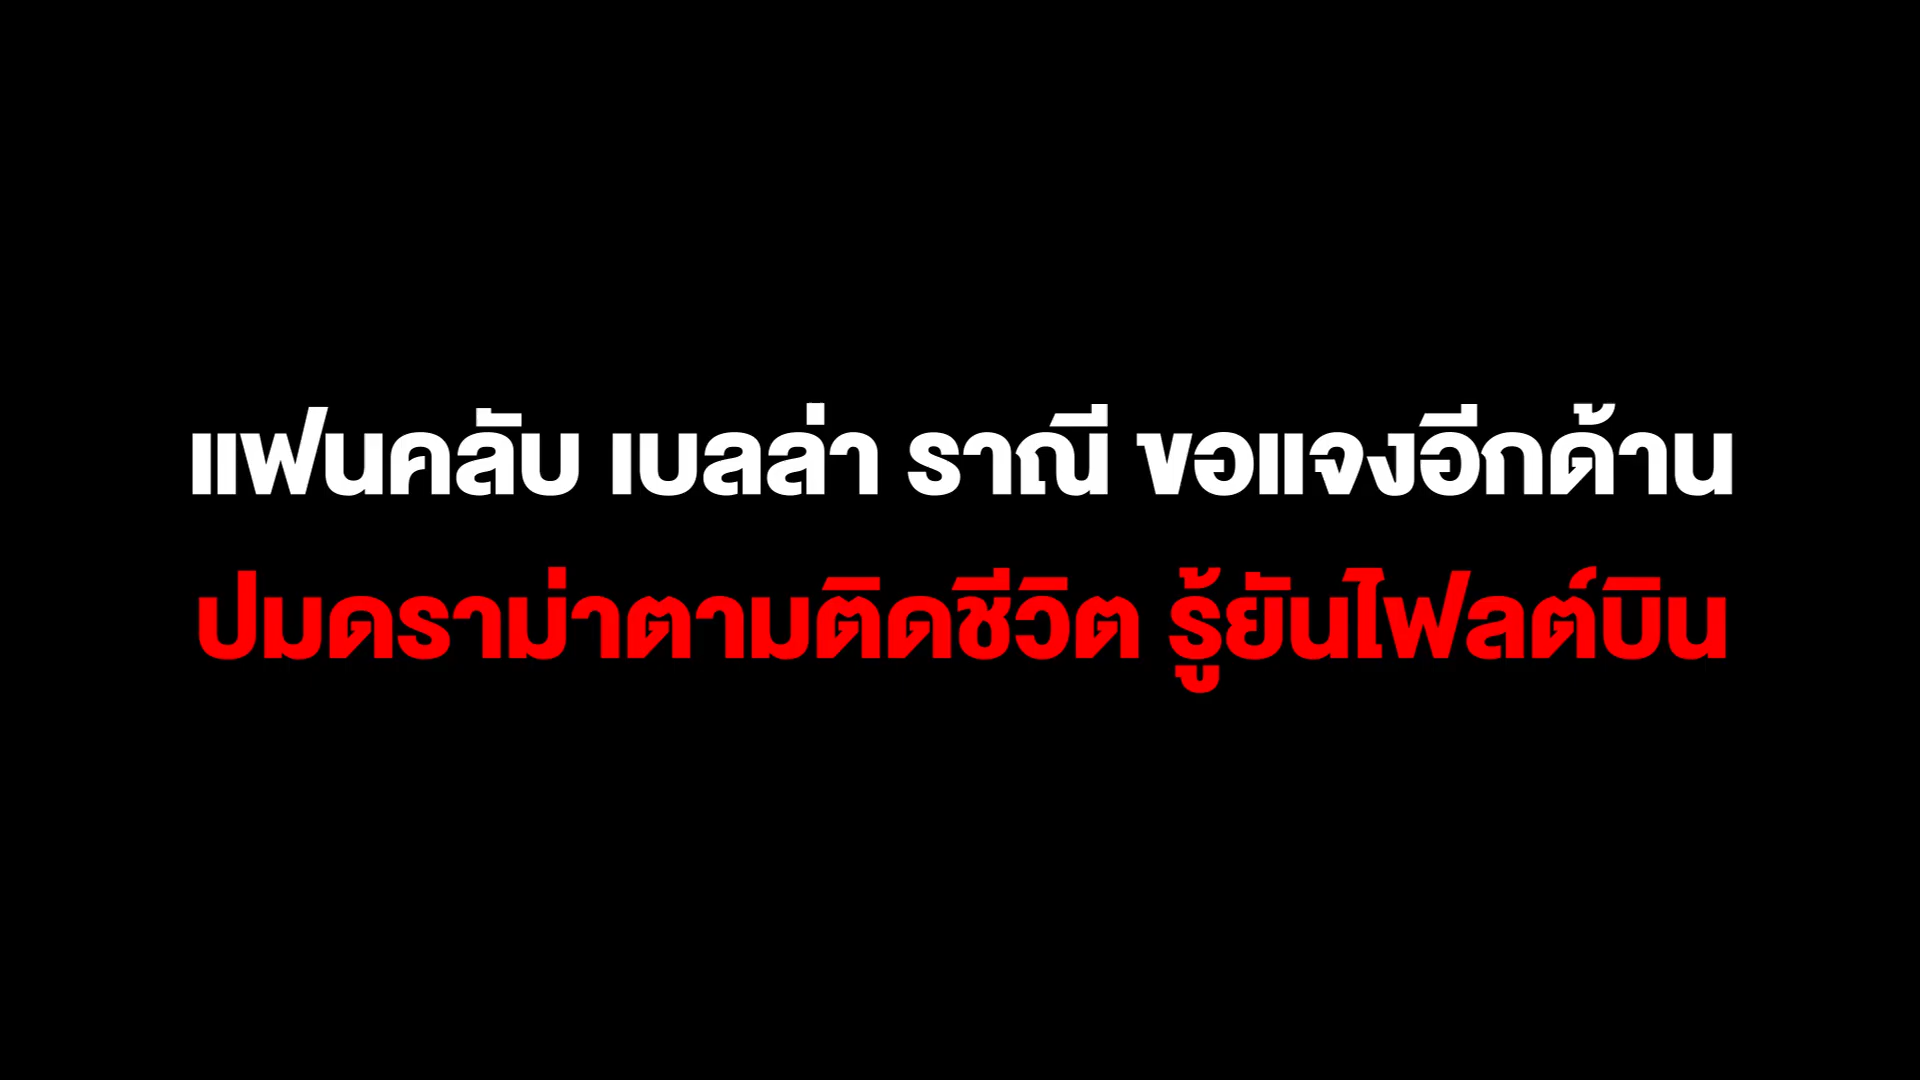 แฟนคลับ เบลล่า ราณี ขอแจงอีกด้าน
ปมดราม่าตามติดชีวิต รู้ยันไฟลต์บิน